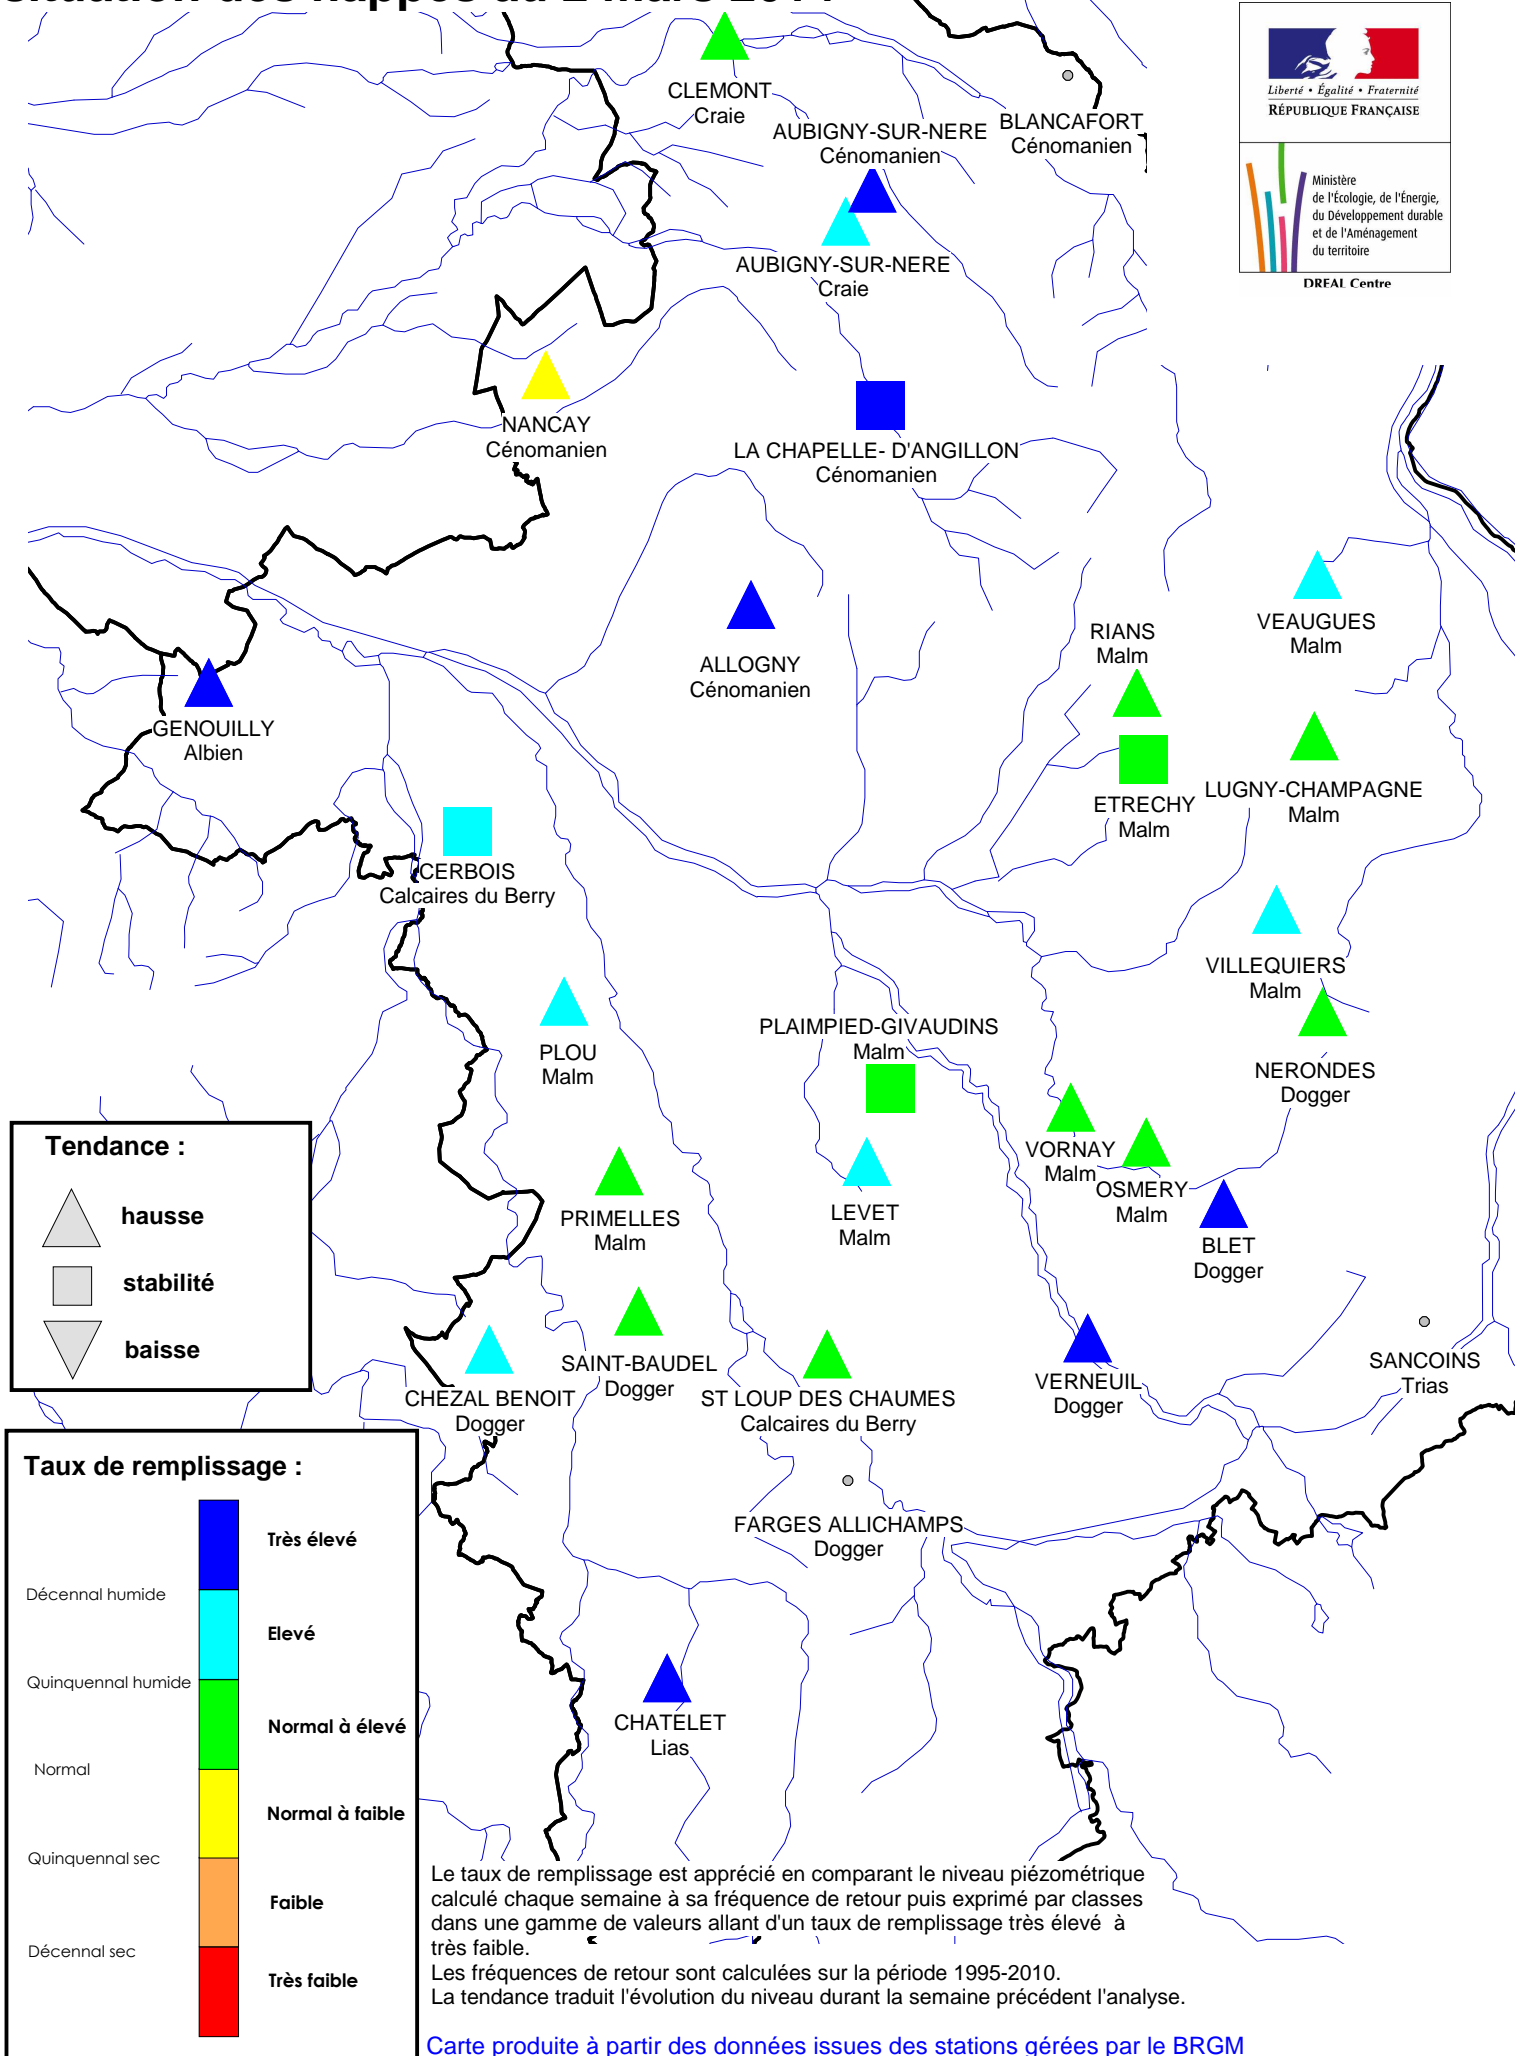 situation des nappes au 2 mars 2014
Liberté • Égalité • Fraternité
RÉPUBLIQUE FRANÇAISE
Ministère
de l'Écologie, de l'Énergie,
du Développement durable
et de l'Aménagement
du territoire
DREAL Centre
CLEMONT
Craie
AUBIGNY-SUR-NERE
Cénomanien
BLANCAFORT
Cénomanien
AUBIGNY-SUR-NERE
Craie
NANCAY
Cénomanien
LA CHAPELLE- D'ANGILLON
Cénomanien
VEAUGUES
Malm
RIANS
Malm
ALLOGNY
Cénomanien
GENOUILLY
Albien
ETRECHY
Malm
LUGNY-CHAMPAGNE
Malm
CERBOIS
Calcaires du Berry
VILLEQUIERS
Malm
PLOU
Malm
PLAIMPIED-GIVAUDINS
Malm
NERONDES
Dogger
VORNAY
Malm
OSMERY
Malm
PRIMELLES
Malm
LEVET
Malm
BLET
Dogger
SAINT-BAUDEL
Dogger
CHEZAL BENOIT
Dogger
ST LOUP DES CHAUMES
Calcaires du Berry
VERNEUIL
Dogger
SANCOINS
Trias
FARGES ALLICHAMPS
Dogger
CHATELET
Lias
Tendance :
hausse
stabilité
baisse
Taux de remplissage :
Très élevé
Décennal humide
Elevé
Quinquennal humide
Normal à élevé
Normal
Normal à faible
Quinquennal sec
Faible
Décennal sec
Très faible
Le taux de remplissage est apprécié en comparant le niveau piézométrique
calculé chaque semaine à sa fréquence de retour puis exprimé par classes
dans une gamme de valeurs allant d'un taux de remplissage très élevé à
très faible.
Les fréquences de retour sont calculées sur la période 1995-2010.
La tendance traduit l'évolution du niveau durant la semaine précédent l'analyse.
Carte produite à partir des données issues des stations gérées par le BRGM